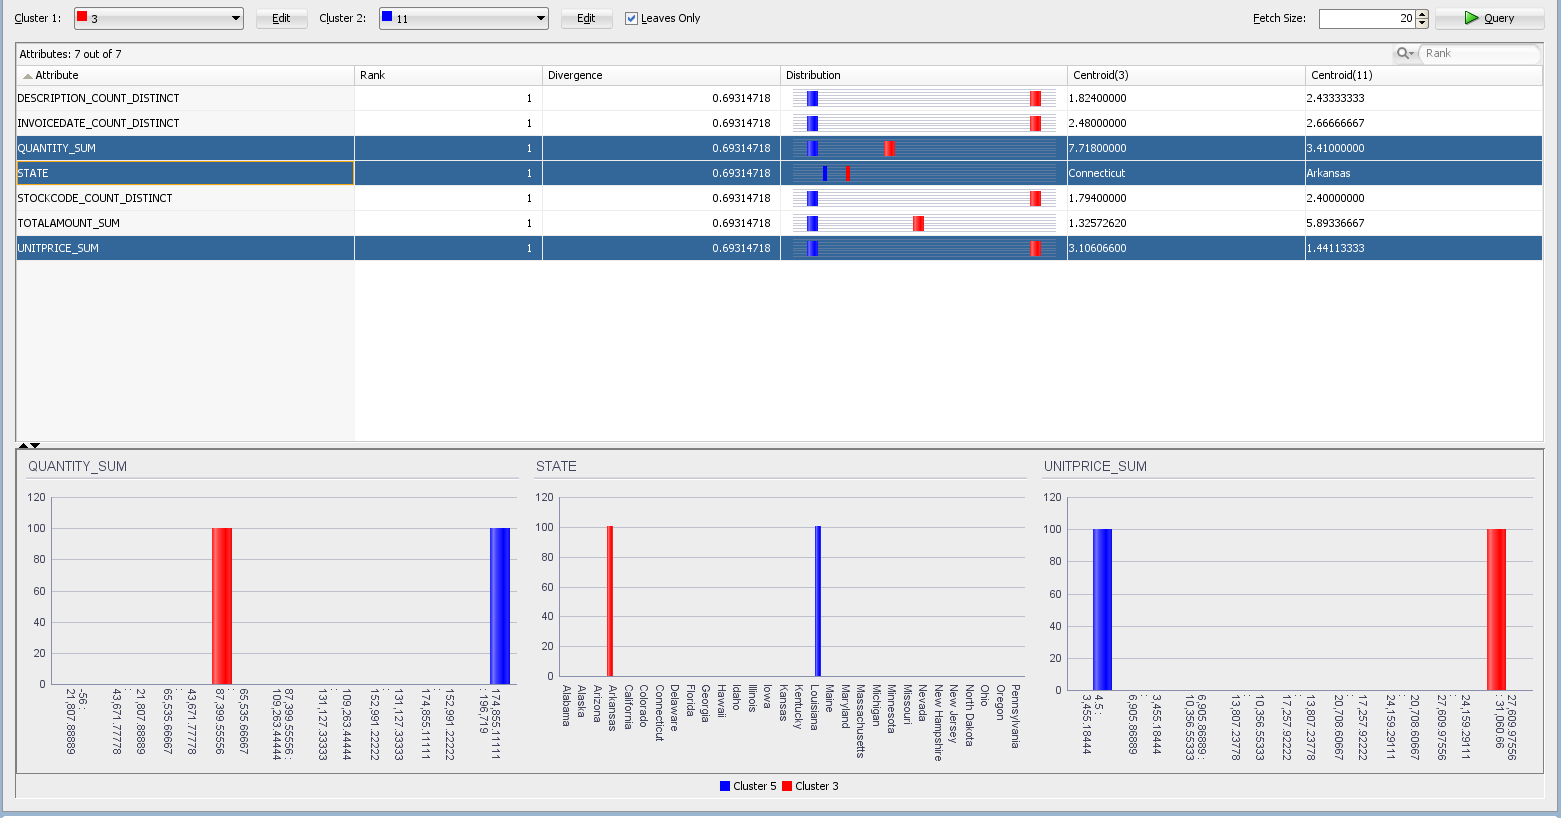 Cluster 1: 3 Edit Cluster 2: 11 Edit Leaves Only Fetch Size: 20 Query
Attributes: 7 out of 7 Rank
Attribute Rank Divergence Distribution Centroid(3) Centroid(11)
DESCRIPTION_COUNT_DISTINCT 1 0.69314718 1.82400000 2.43333333
INVOICEDATE_COUNT_DISTINCT 1 0.69314718 2.48000000 2.66666667
QUANTITY_SUM 1 0.69314718 7.71800000 3.41000000
STATE 1 0.69314718 Connecticut Arkansas
STOCKCODE_COUNT_DISTINCT 1 0.69314718 1.79400000 2.40000000
TOTALAMOUNT_SUM 1 0.69314718 1.32572620 5.89336667
UNITPRICE_SUM 1 0.69314718 3.10606600 1.44113333
QUANTITY_SUM
120
100
80
60
40
20
0
-56 :
21,807.88889
21,807.88889 :
43,671.77778
43,671.77778 :
65,535.66667
65,535.66667 :
87,399.55556
87,399.55556 :
109,263.44444
109,263.44444 :
131,127.33333
131,127.33333 :
152,991.22222
152,991.22222 :
174,855.11111
174,855.11111
: 196,719
STATE
120
100
80
60
40
20
0
Alabama
Alaska
Arizona
Arkansas
California
Colorado
Connecticut
Delaware
Florida
Georgia
Hawaii
Idaho
Illinois
Iowa
Kansas
Kentucky
Louisiana
Maine
Maryland
Massachusetts
Michigan
Minnesota
Missouri
Nevada
New Hampshire
New Jersey
North Dakota
Ohio
Oregon
Pennsylvania
UNITPRICE_SUM
120
100
80
60
40
20
0
4.5 :
3,455.18444
3,455.18444 :
6,905.86889
6,905.86889 :
10,356.55333
10,356.55333 :
13,807.23778
13,807.23778 :
17,257.92222
17,257.92222 :
20,708.60667
20,708.60667 :
24,159.29111
24,159.29111 :
27,609.97556
27,609.97556
: 31,060.66
Cluster 5 Cluster 3